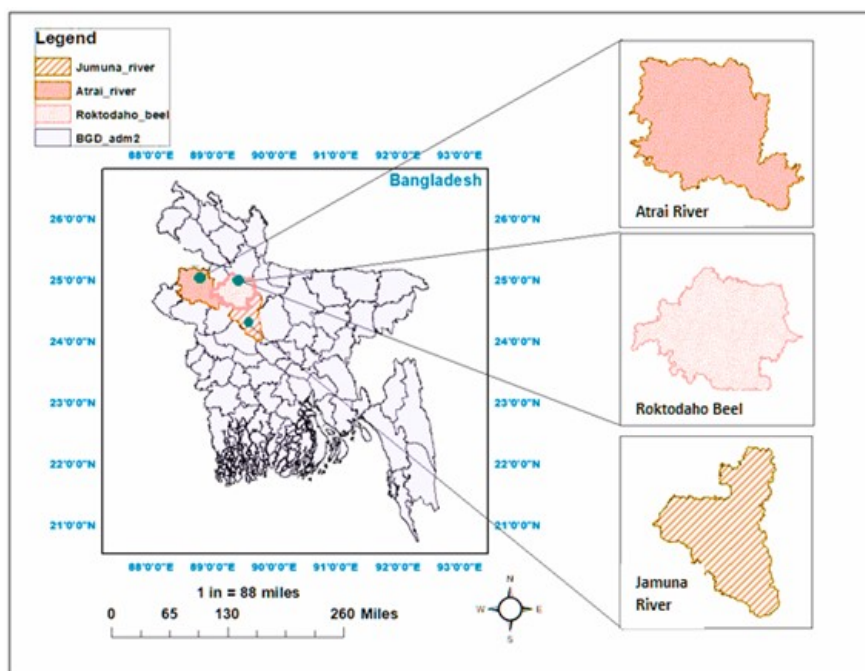 Legend
Jumuna_river
Atrai_river
Roktodaho_beel
BGD_adm2
88'0'0"E 89'0'0"E 90'0'0"E 91'0'0"E 92'0'0"E 93'0'0"E
Bangladesh
26'0'0"N 26'0'0"N
25'0'0"N 25'0'0"N
24'0'0"N 24'0'0"N
23'0'0"N 23'0'0"N
22'0'0"N 22'0'0"N
21'0'0"N 21'0'0"N
88'0'0"E 89'0'0"E 90'0'0"E 91'0'0"E 92'0'0"E 93'0'0"E
1 in = 88 miles
0 65 130 260 Miles
N
W E
S
Atrai River
Roktodaho Beel
Jamuna
River